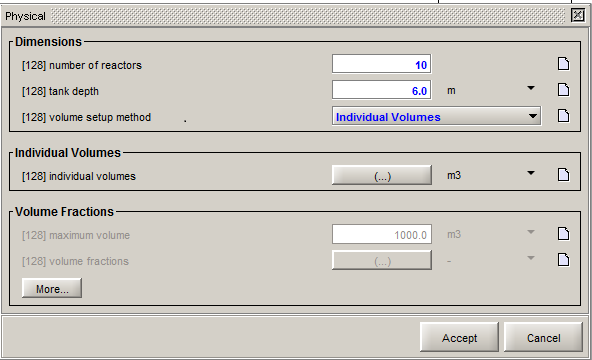 Physical
Dimensions
[128] number of reactors 10
[128] tank depth 6.0 m
[128] volume setup method . Individual Volumes
Individual Volumes
[128] individual volumes (...) m3
Volume Fractions
[128] maximum volume 1000.0 m3
[128] volume fractions (...) -
More...
Accept Cancel